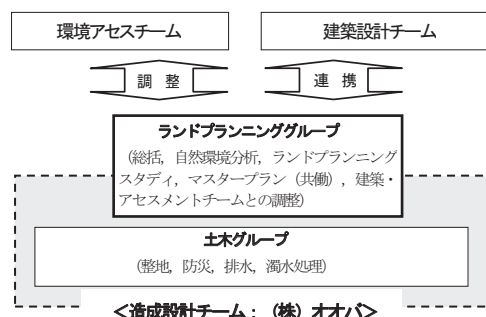 環境アセスチーム
建築設計チーム
調 整
連 携
ランドプランニンググループ
(総括, 自然環境分析, ランドプランニング
スタディ, マスタープラン (共働) , 建築・
アセスメントチームとの調整)
土木グループ
(整地, 防災, 排水, 濁水処理)
<造成設計チーム : (株) オオバ>